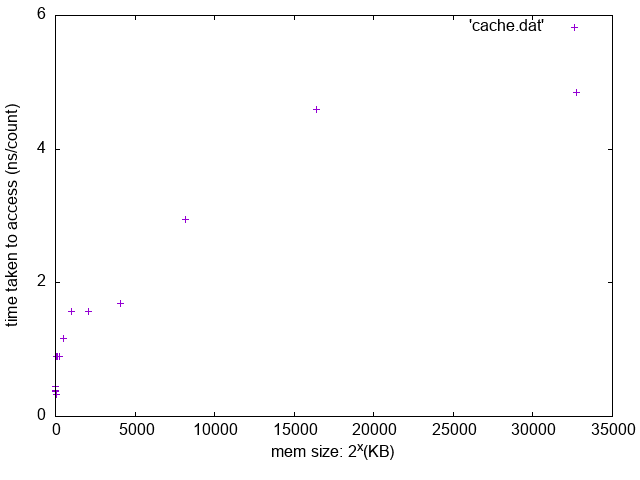 6
'cache.dat'
4
time taken to access (ns/count)
2
0
0 5000 10000 15000 20000 25000 30000 35000
mem size: 2^x(KB)